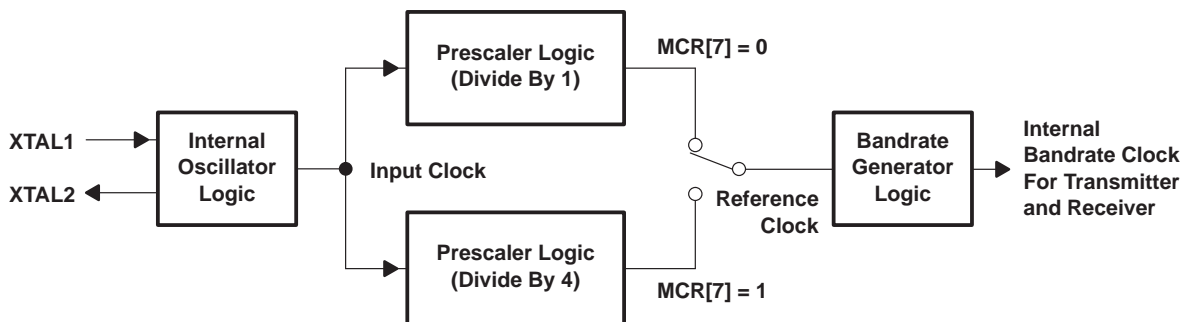 XTAL1
XTAL2
Internal
Oscillator
Logic
Input Clock
Prescaler Logic
(Divide By 1)
MCR[7] = 0
Prescaler Logic
(Divide By 4)
MCR[7] = 1
Reference
Clock
Bandrate
Generator
Logic
Internal
Bandrate Clock
For Transmitter
and Receiver